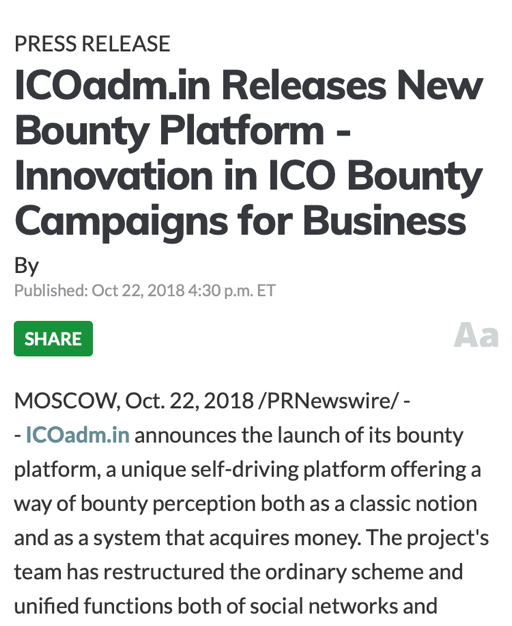 PRESS RELEASE
ICOadm.in Releases New
Bounty Platform -
Innovation in ICO Bounty
Campaigns for Business
By
Published: Oct 22, 2018 4:30 p.m. ET
SHARE
Aa
MOSCOW, Oct. 22, 2018 /PRNewswire/ -
- ICOadm.in announces the launch of its bounty
platform, a unique self-driving platform offering a
way of bounty perception both as a classic notion
and as a system that acquires money. The project's
team has restructured the ordinary scheme and
unified functions both of social networks and